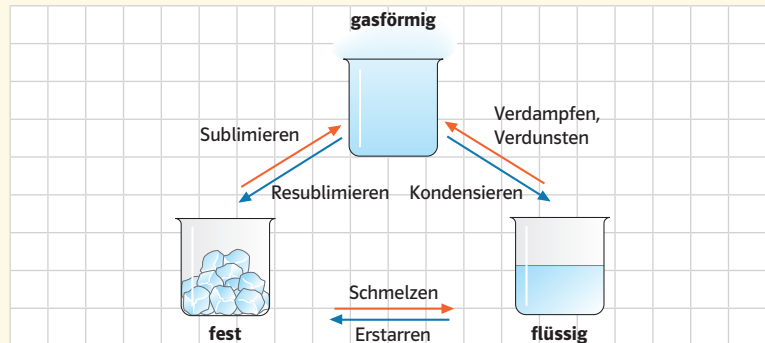 gasförmig
Verdampfen,
Verdunsten
Sublimieren
Resublimieren
Kondensieren
Schmelzen
Erstarren
fest
flüssig